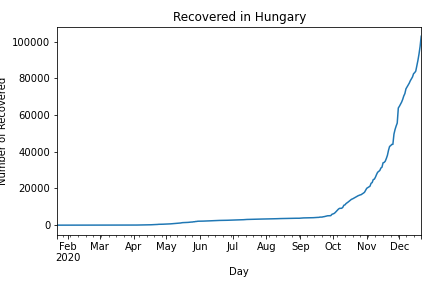 Recovered in Hungary
100000
80000
60000
40000
20000
0
Number of Recovered
Feb Mar Apr May Jun Jul Aug Sep Oct Nov Dec
2020
Day